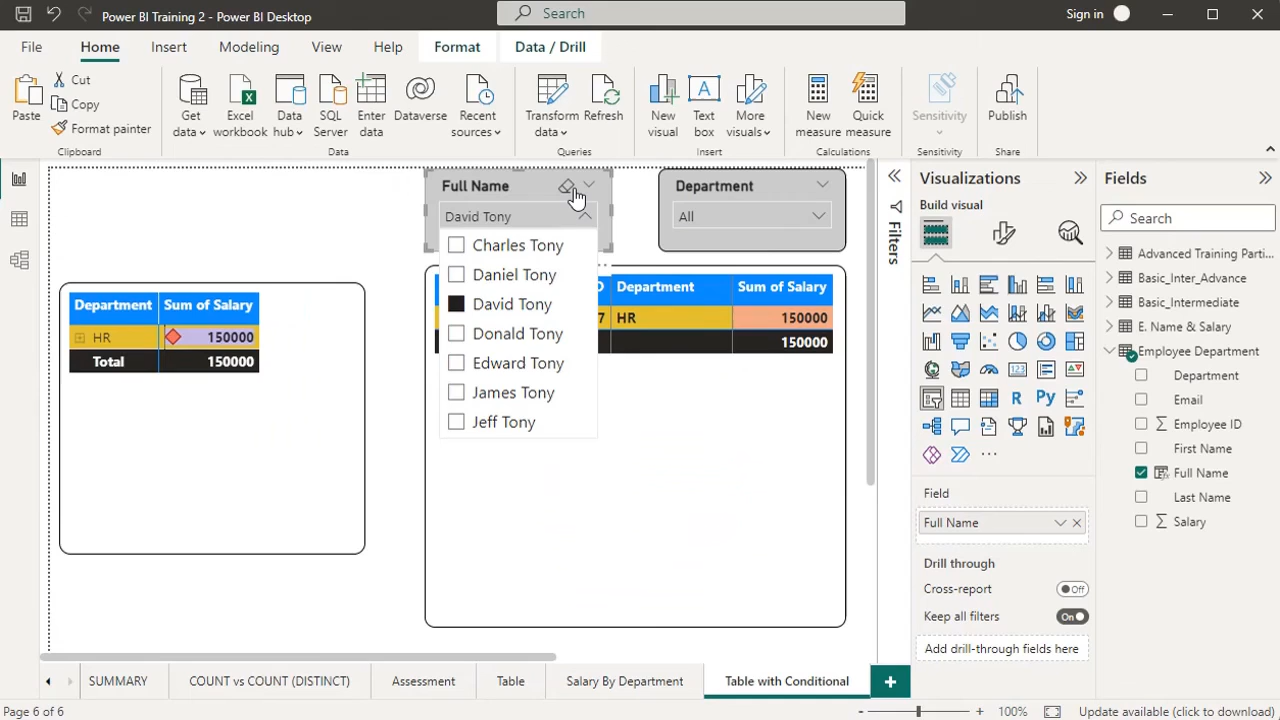 Power BI Training 2 - Power BI Desktop
Search
Sign in
File
Home
Insert
Modeling
View
Help
Format
Data / Drill
Paste
Cut
Copy
Format painter
Clipboard
Get data
Excel workbook
Data hub
SQL Server
Enter data
Dataverse
Recent sources
Data
Transform data
Refresh
Queries
New visual
Text box
More visuals
Insert
New measure
Quick measure
Calculations
Sensitivity
Sensitivity
Publish
Share
Full Name
David Tony
Charles Tony
Daniel Tony
David Tony
Donald Tony
Edward Tony
James Tony
Jeff Tony
Department
All
Department Sum of Salary
HR 150000
Total 150000
D Department Sum of Salary
7 HR 150000
150000
Filters
Visualizations
Build visual
R
Py
Field
Full Name
Drill through
Cross-report Off
Keep all filters On
Add drill-through fields here
Fields
Search
Advanced Training Parti...
Basic_Inter_Advance
Basic_Intermediate
E. Name & Salary
Employee Department
Department
Email
Employee ID
First Name
Full Name
Last Name
Salary
SUMMARY
COUNT vs COUNT (DISTINCT)
Assessment
Table
Salary By Department
Table with Conditional
Page 6 of 6
100%
Update available (click to download)